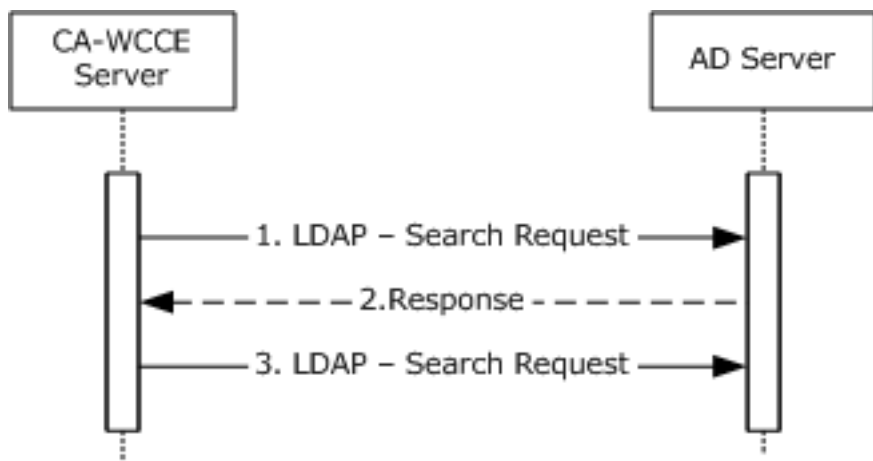 CA-WCCE
Server
AD Server
1. LDAP – Search Request
2.Response
3. LDAP – Search Request